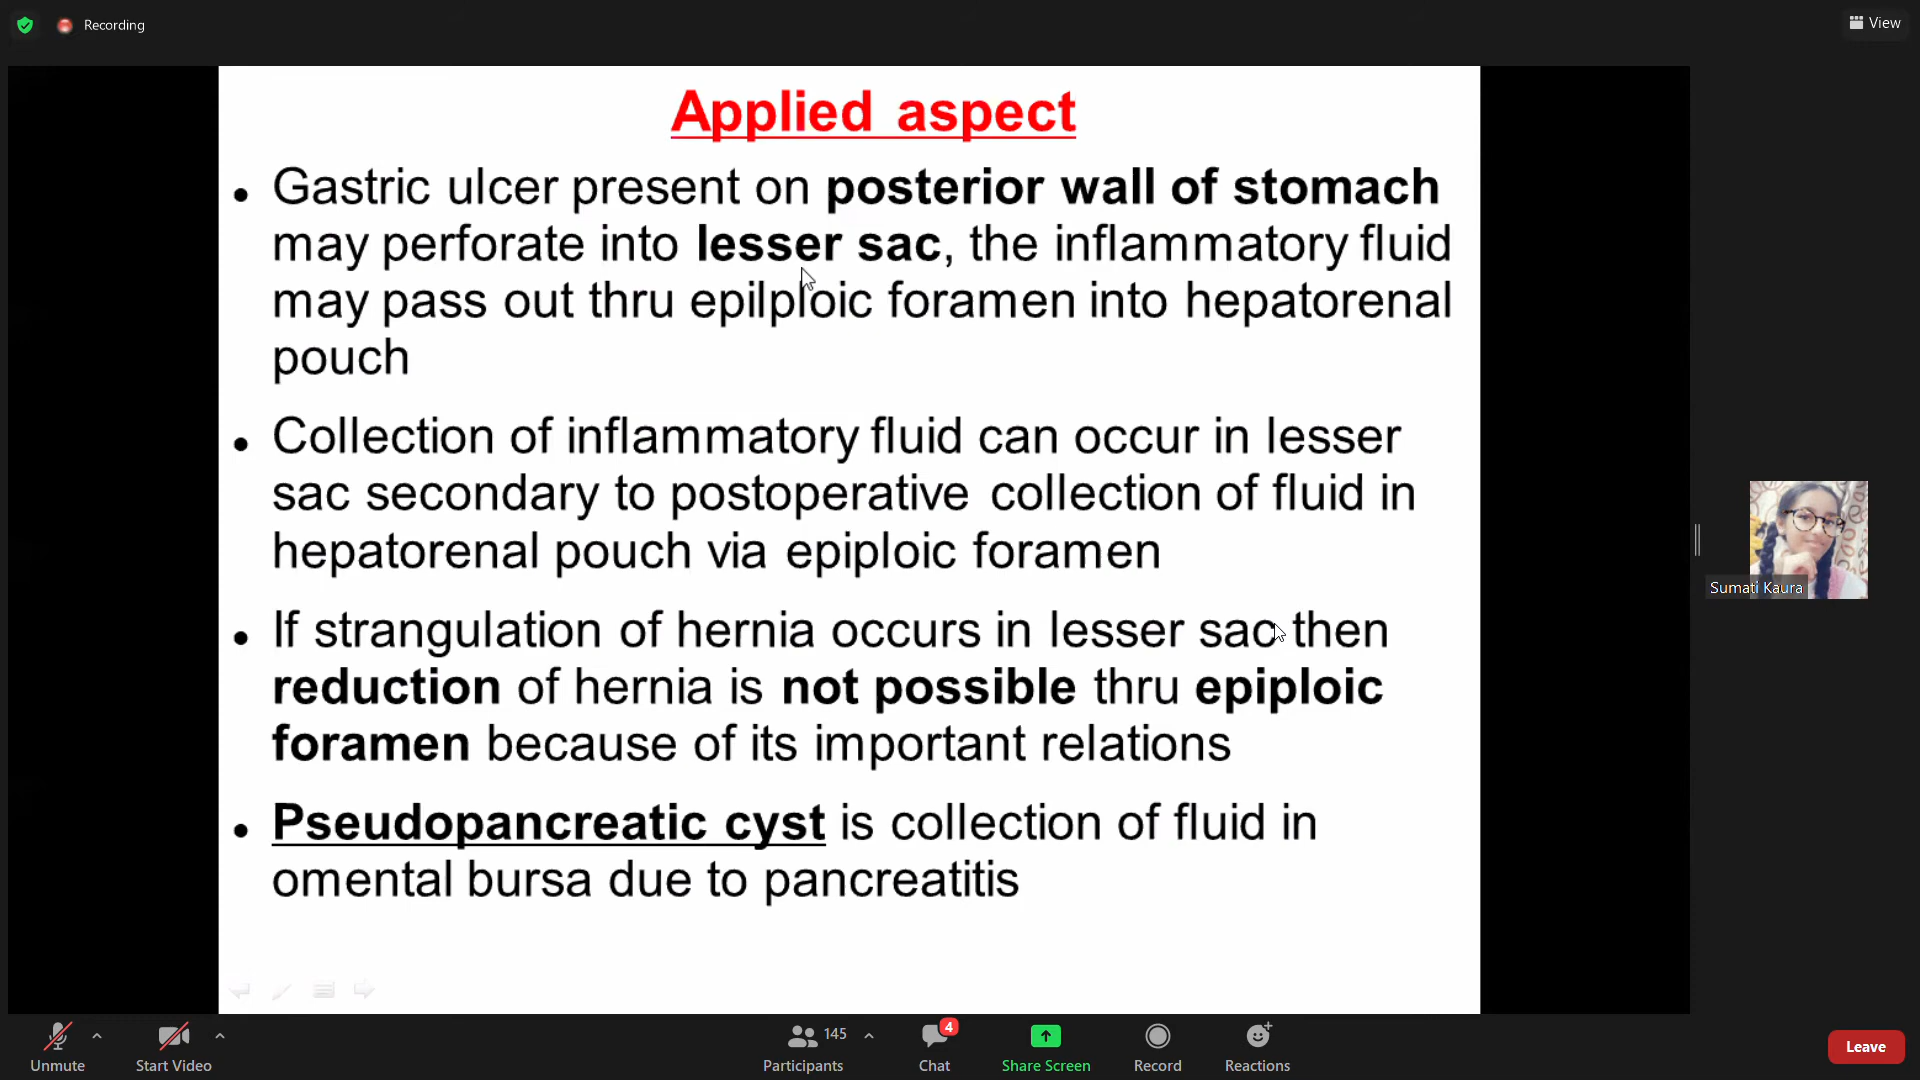 Recording
View
Applied aspect
• Gastric ulcer present on posterior wall of stomach
may perforate into lesser sac, the inflammatory fluid
may pass out thru epilploic foramen into hepatorenal
pouch
• Collection of inflammatory fluid can occur in lesser
sac secondary to postoperative collection of fluid in
hepatorenal pouch via epiploic foramen
• If strangulation of hernia occurs in lesser sac then
reduction of hernia is not possible thru epiploic
foramen because of its important relations
• Pseudopancreatic cyst is collection of fluid in
omental bursa due to pancreatitis
Sumati Kaura
145
4
Unmute
Start Video
Participants
Chat
Share Screen
Record
Reactions
Leave